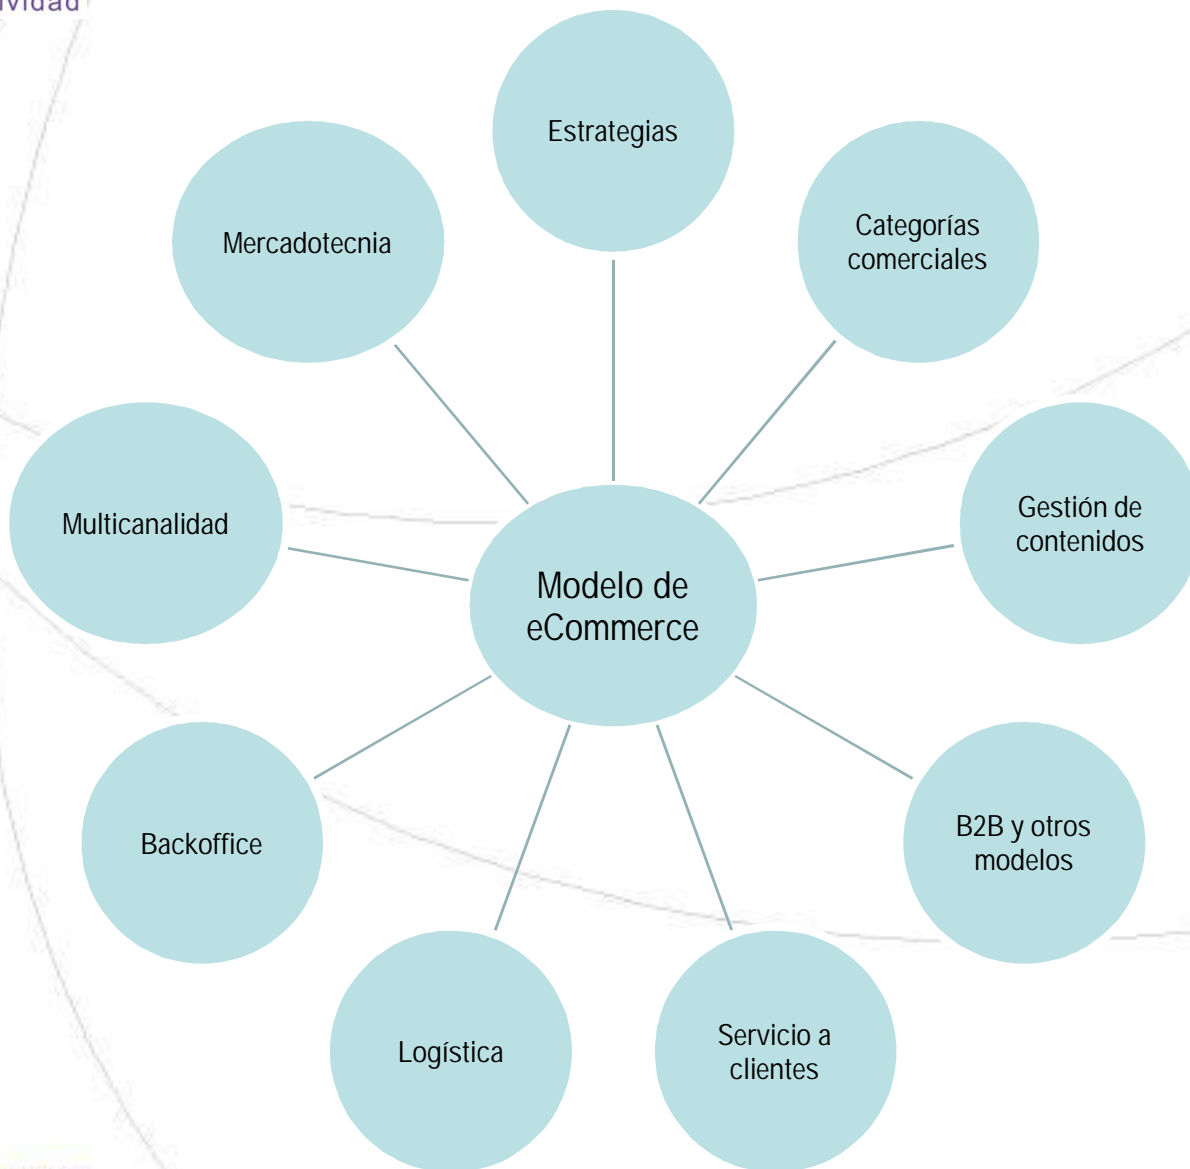 Estrategias
Categorías
comerciales
Gestión de
contenidos
B2B y otros
modelos
Servicio a
clientes
Logística
Backoffice
Multicanalidad
Mercadotecnia
Modelo de
eCommerce